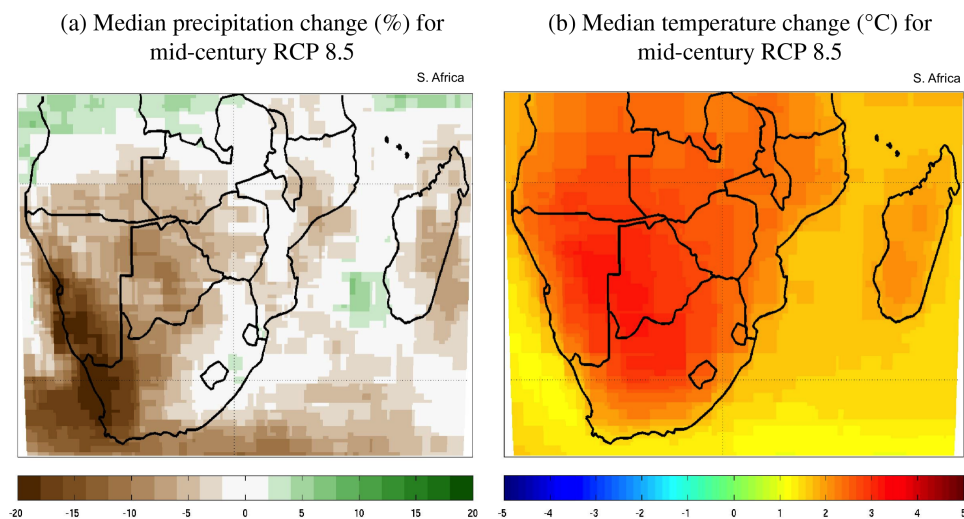 (a) Median precipitation change (%) for
mid-century RCP 8.5
S. Africa
-20 -15 -10 -5 0 5 10 15 20
(b) Median temperature change (°C) for
mid-century RCP 8.5
S. Africa
-5 -4 -3 -2 -1 0 1 2 3 4 5